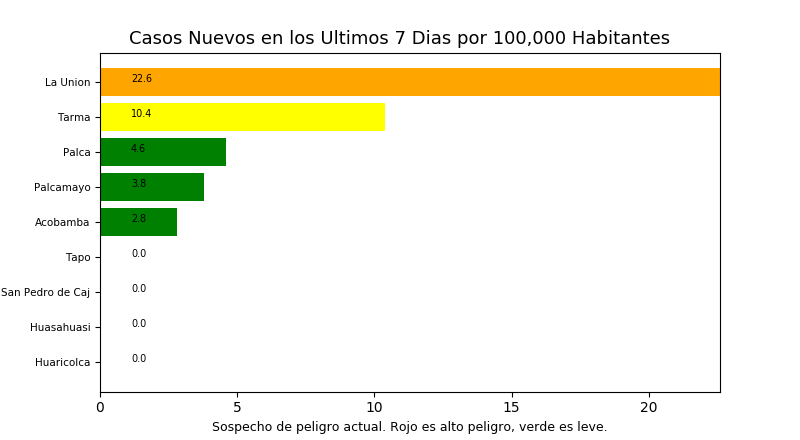 Casos Nuevos en los Ultimos 7 Dias por 100,000 Habitantes
La Union 22.6
Tarma 10.4
Palca 4.6
Palcamayo 3.8
Acobamba 2.8
Tapo 0.0
San Pedro de Caj 0.0
Huasahuasi 0.0
Huaricolca 0.0
0 5 10 15 20
Sospecho de peligro actual. Rojo es alto peligro, verde es leve.